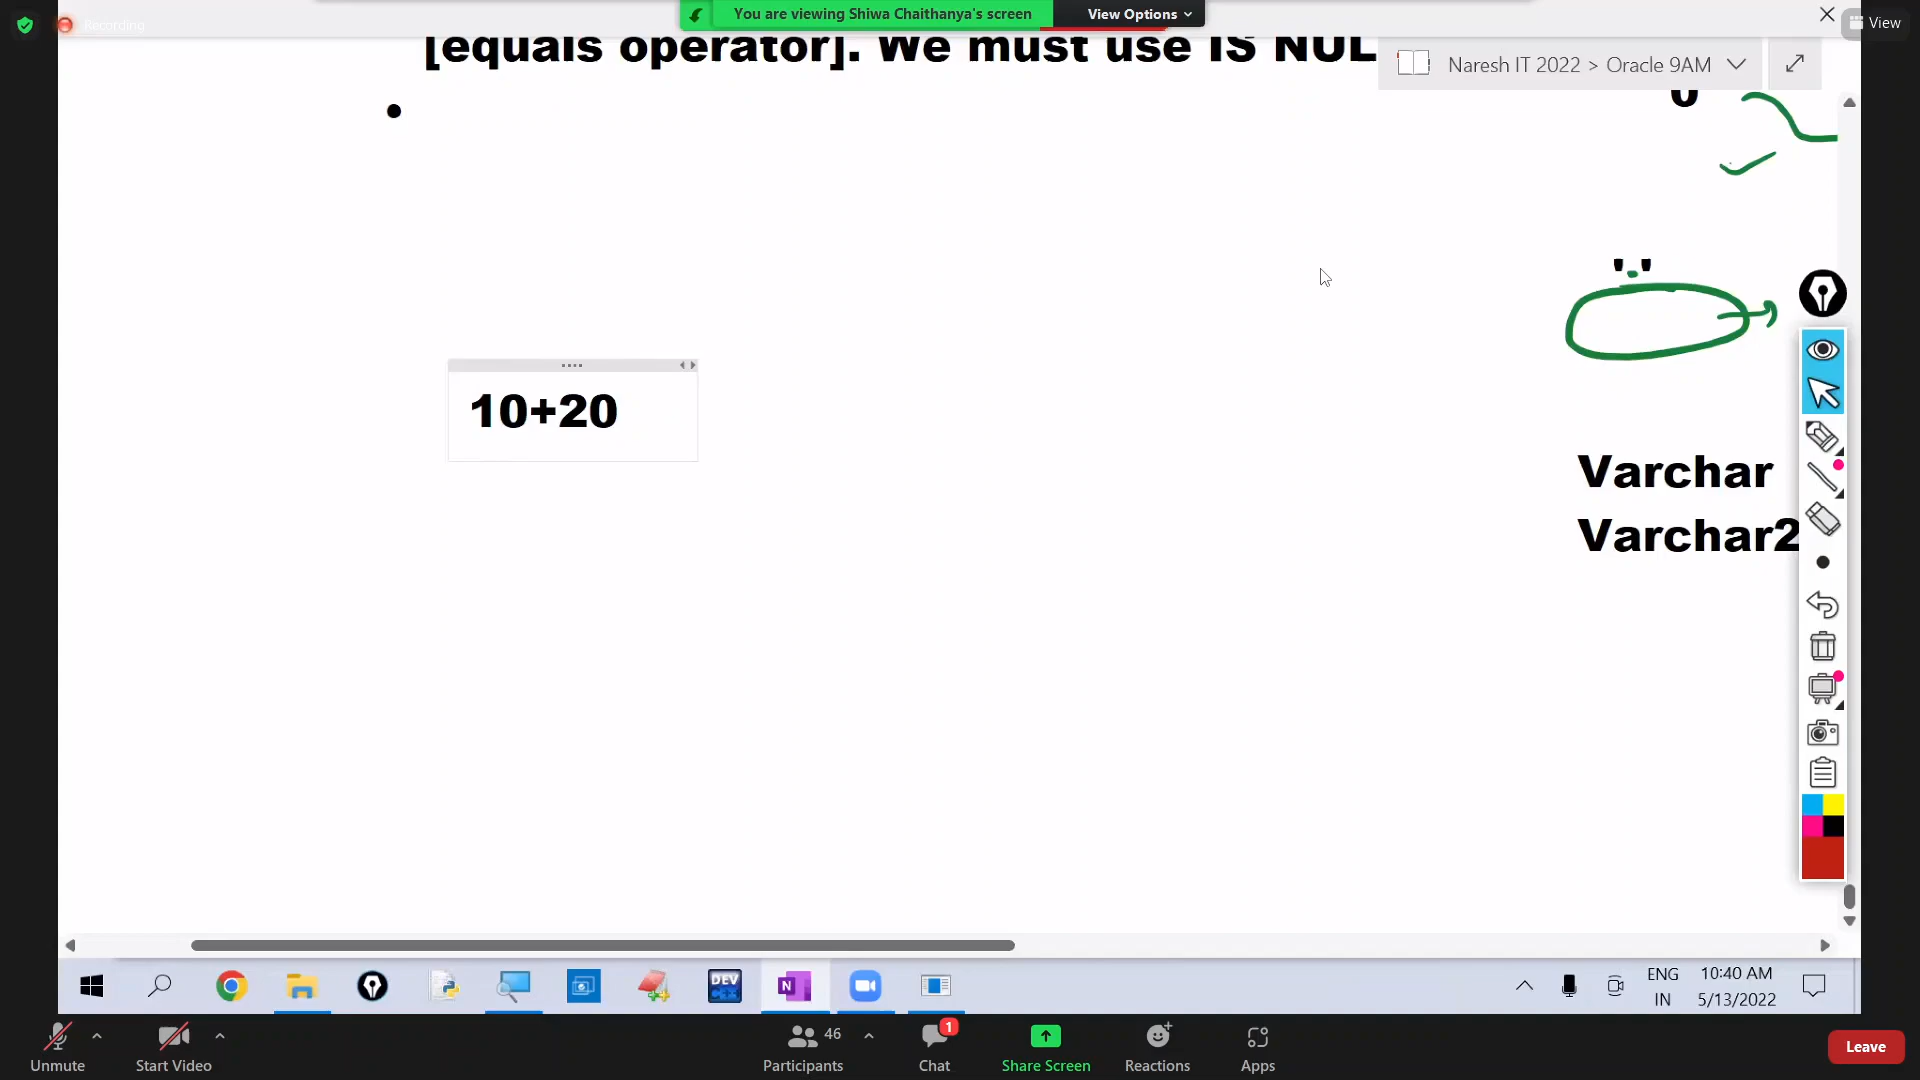 Recording
You are viewing Shiwa Chaithanya's screen
View Options
View
[equals operator]. We must use IS NUL
Naresh IT 2022 > Oracle 9AM
•
' '
10+20
Varchar
Varchar2
DEV
N
ENG
IN
10:40 AM
5/13/2022
Unmute
Start Video
46
Participants
1
Chat
Share Screen
Reactions
Apps
Leave